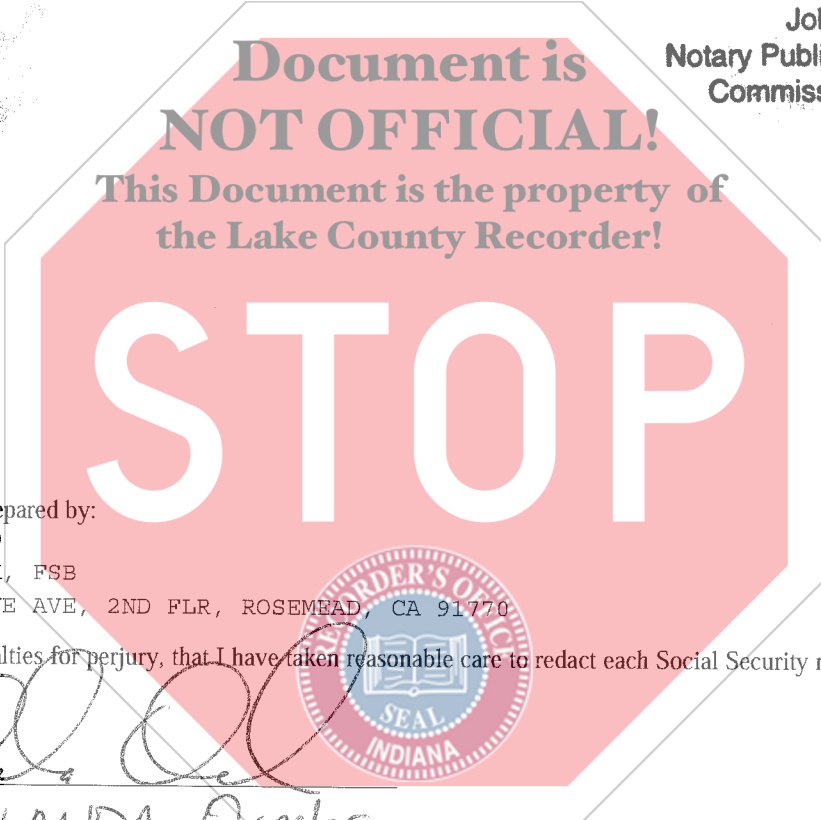 Joh
Notary Publi
Commiss
Document is
NOT OFFICIAL!
This Document is the property of
the Lake County Recorder!
STOP
epared by:
, FSB
E AVE, 2ND FLR, ROSEMEAD, CA 91770
lties for perjury, that I have taken reasonable care to redact each Social Security n
RECORDER'S OFFICE
SEAL
INDIANA